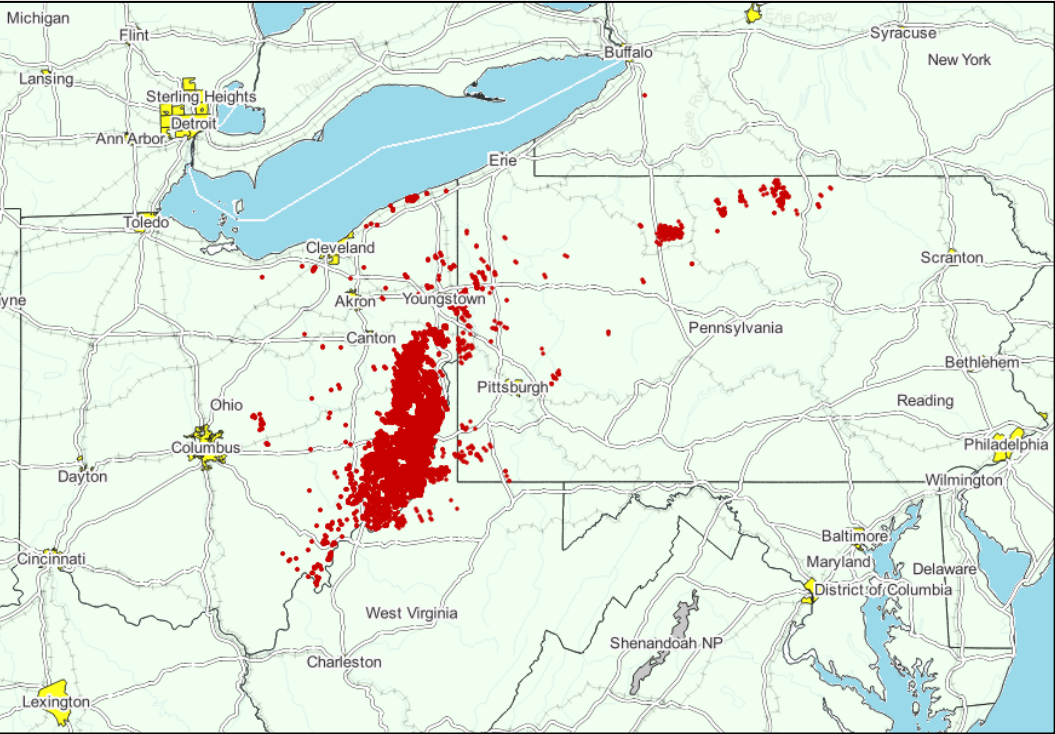 Michigan
Erie Canal
Flint
Syracuse
Buffalo
New York
Lansing
Sterling Heights
Detroit
Ann Arbor
Erie
Toledo
Cleveland
Scranton
yne
Akron
Youngstown
Pennsylvania
Canton
Bethlehem
Pittsburgh
Reading
Ohio
Columbus
Philadelphia
Dayton
Wilmington
Baltimore
Cincinnati
Maryland
Delaware
District of Columbia
West Virginia
Shenandoah NP
Charleston
Lexington